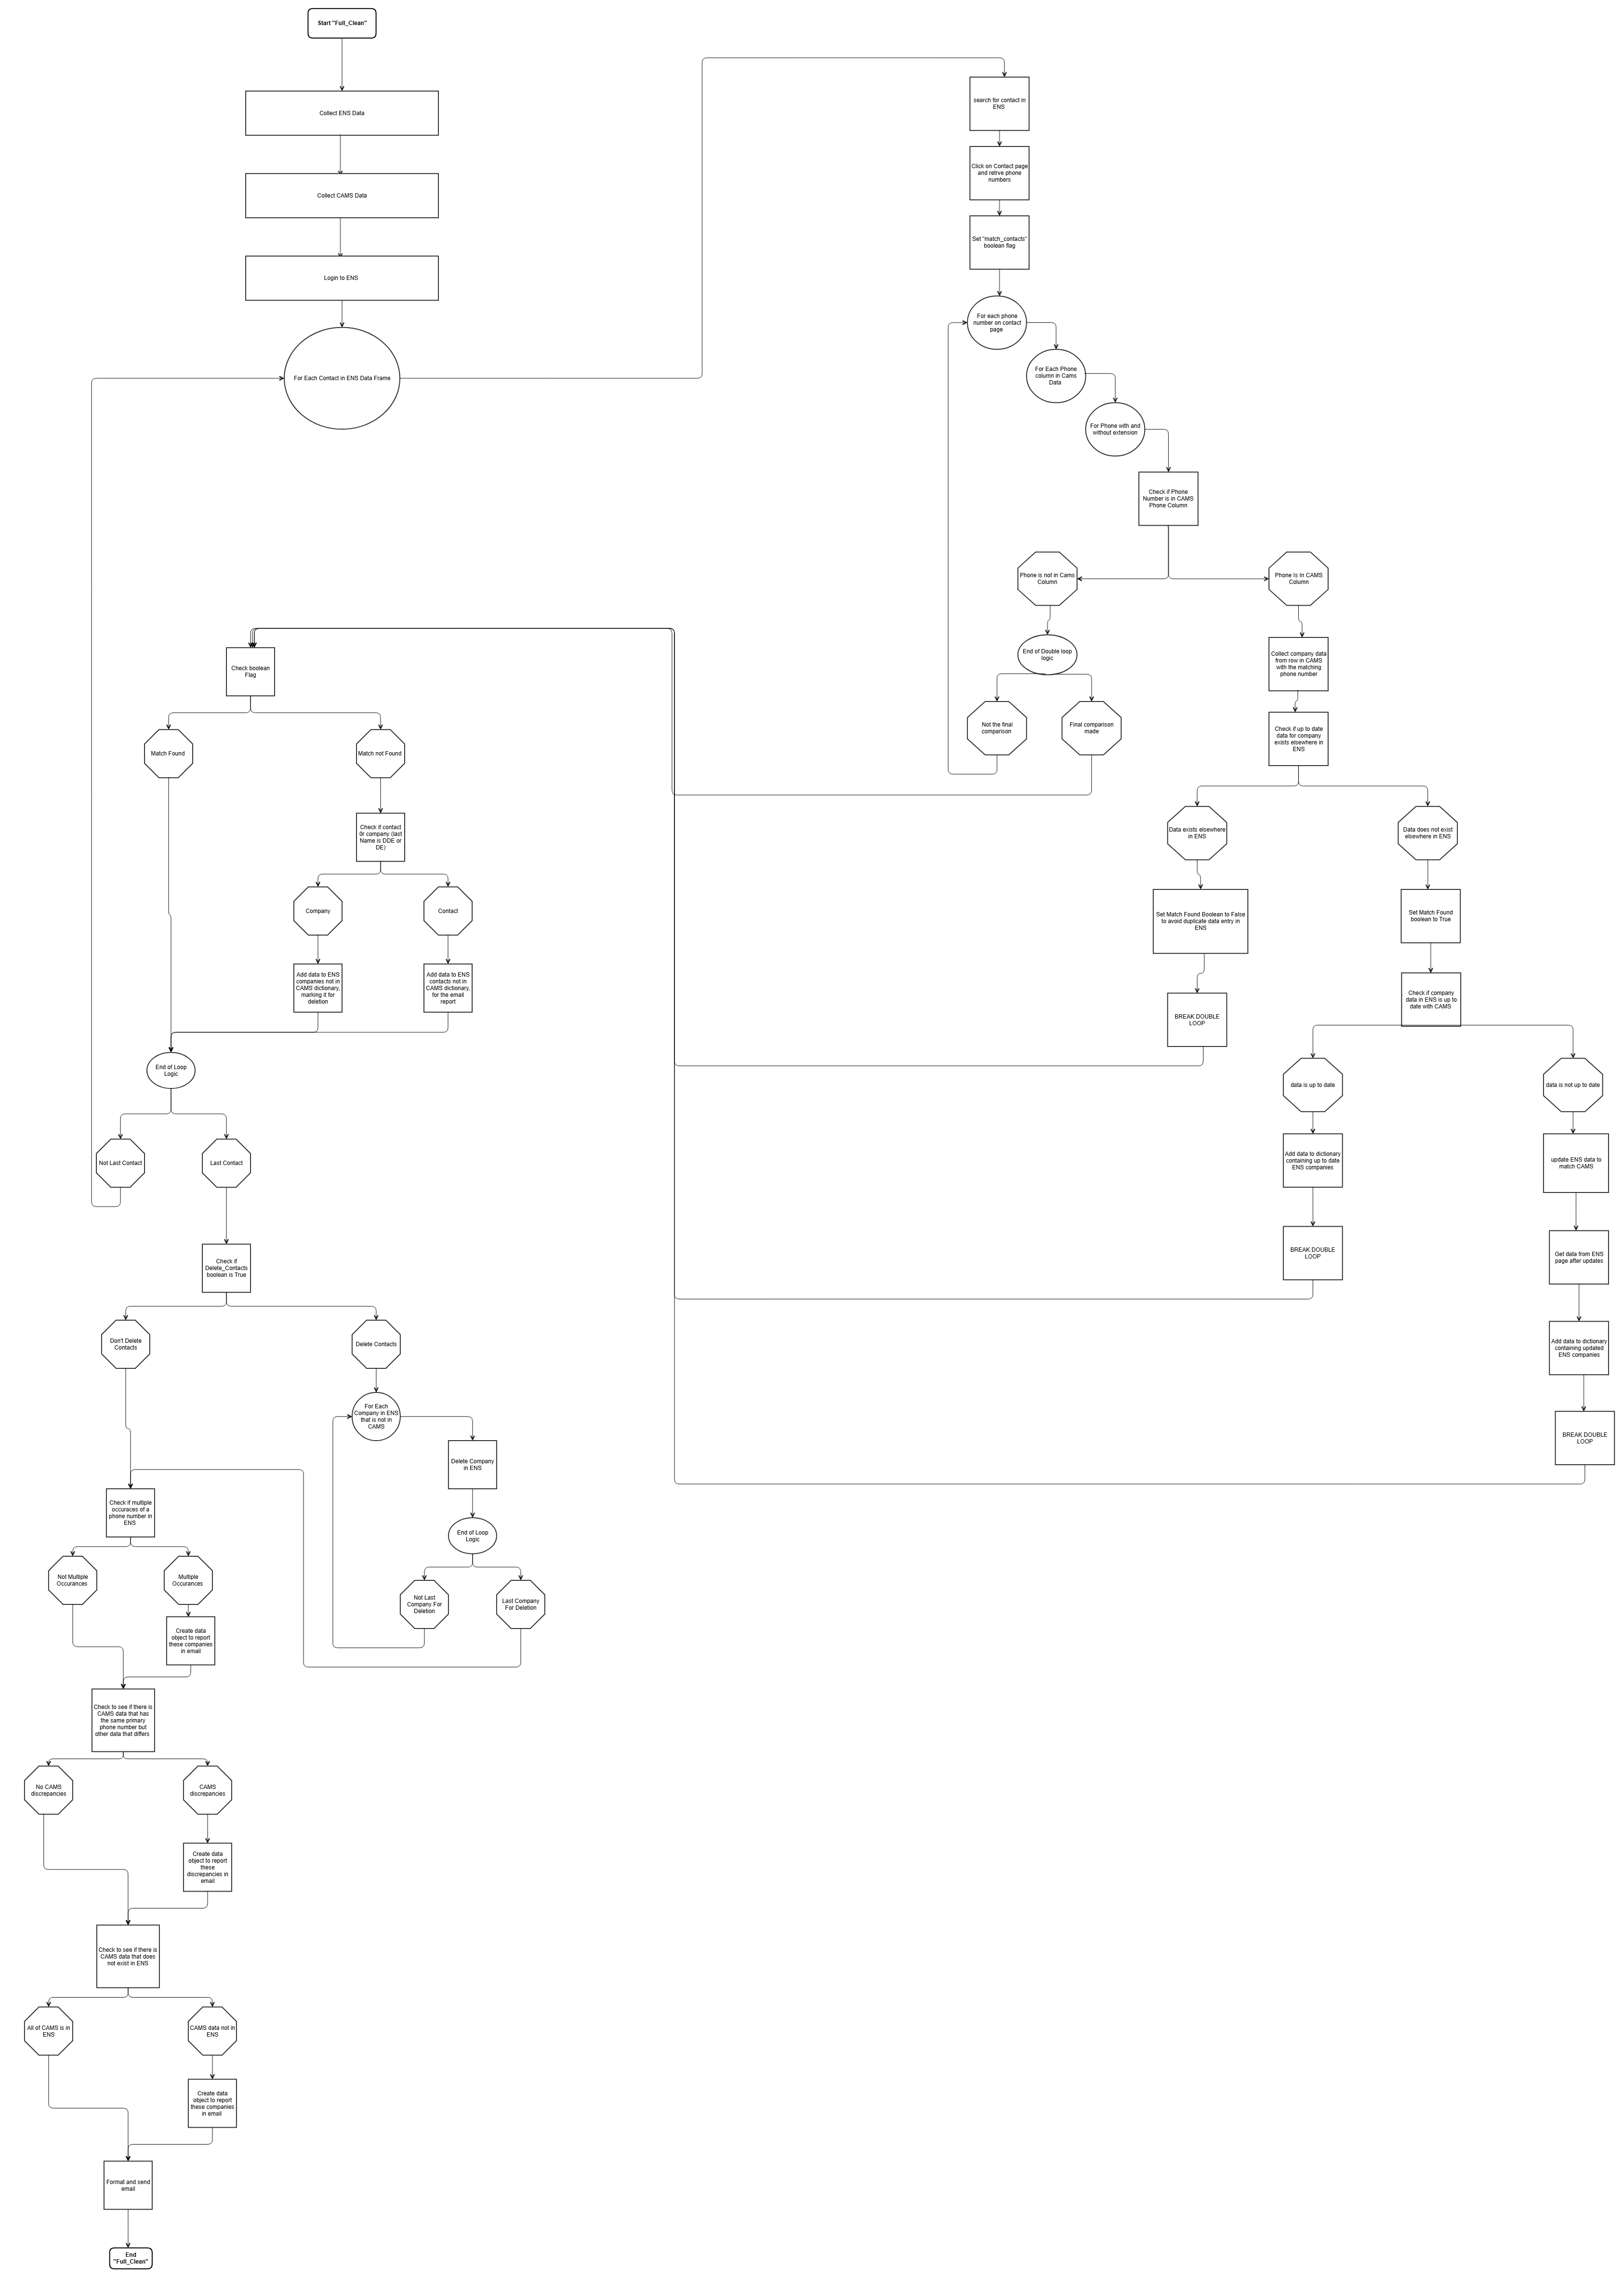 Start "Full_Clean"
Collect ENS Data
Collect CAMS Data
Login to ENS
For Each Contact in ENS Data Frame
search for contact in
ENS
Click on Contact page
and retrve phone
numbers
Set "match_contacts"
boolean flag
For each phone
number on contact
page
For Each Phone
column in Cams
Data
For Phone with and
without extension
Check if Phone
Number is in CAMS
Phone Column
Phone is not in Cams
Column
Phone Is In CAMS
Column
End of Double loop
logic
Not the final
comparison
Final comparison
made
Collect company data
from row in CAMS
with the matching
phone number
Check if up to date
data for company
exists elsewhere in
ENS
Data exists elsewhere
in ENS
Data does not exist
elsewhere in ENS
Set Match Found Boolean to False
to avoid duplicate data entry in
ENS
BREAK DOUBLE
LOOP
Set Match Found
boolean to True
Check if company
data in ENS is up to
date with CAMS
data is up to date
data is not up to date
Add data to dictionary
containing up to date
ENS companies
BREAK DOUBLE
LOOP
update ENS data to
match CAMS
Get data from ENS
page after updates
Add data to dictionary
containing updated
ENS companies
BREAK DOUBLE
LOOP
Check boolean
Flag
Match Found
Match not Found
Check if contact
0r company (last
Name is DDE or
DE)
Company
Contact
Add data to ENS
companies not in
CAMS dictionary,
marking it for
deletion
Add data to ENS
contacts not in
CAMS dictionary,
for the email
report
End of Loop
Logic
Not Last Contact
Last Contact
Check if
Delete_Contacts
boolean is True
Don't Delete
Contacts
Delete Contacts
For Each
Company in ENS
that is not in
CAMS
Delete Company
in ENS
End of Loop
Logic
Not Last
Company For
Deletion
Last Company
For Deletion
Check if multiple
occuraces of a
phone number in
ENS
Not Multiple
Occurances
Multiple
Occurances
Create data
object to report
these companies
in email
Check to see if there is
CAMS data that has
the same primary
phone number but
other data that differs
No CAMS
discrepancies
CAMS
discrepancies
Create data
object to report
these
discrepancies in
email
Check to see if there is
CAMS data that does
not exist in ENS
All of CAMS is in
ENS
CAMS data not in
ENS
Create data
object to report
these companies
in email
Format and send
email
End
"Full_Clean"